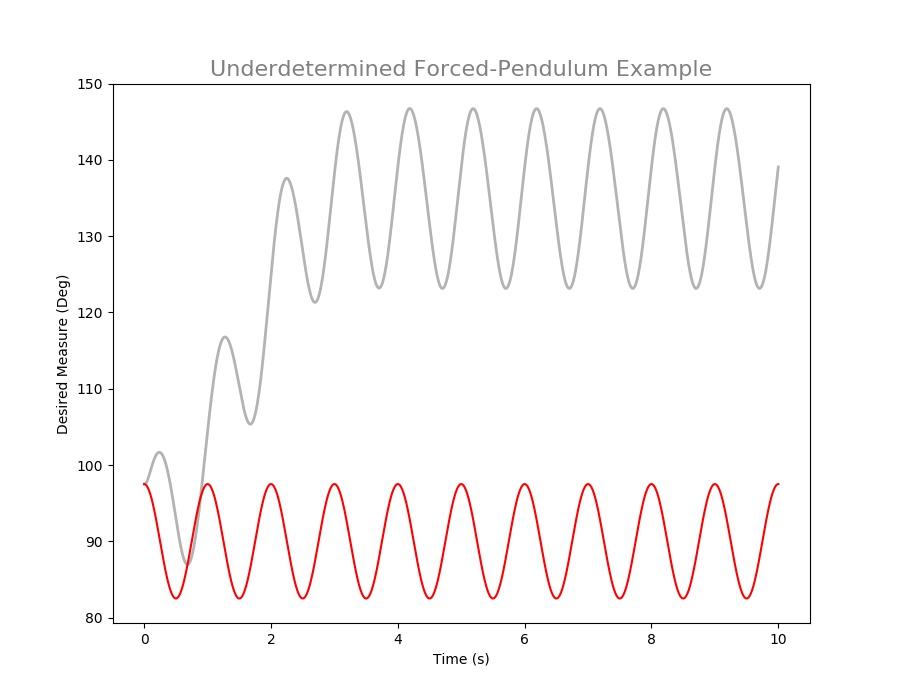 Underdetermined Forced-Pendulum Example
150
140
130
120
110
100
90
80
Desired Measure (Deg)
0 2 4 6 8 10
Time (s)